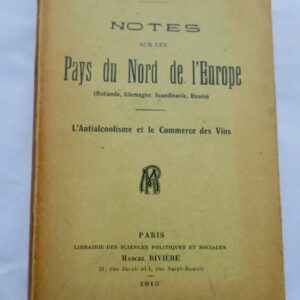 NOTES
SUR LES
Pays du Nord de l'Europe
(Hollande, Allemagne, Scandinavie, Russie)
L'Antialcoolisme et le Commerce des Vins
MR
PARIS
LIBRAIRIE DES SCIENCES POLITIQUES ET SOCIALES
MARCEL RIVIÈRE
31, rue Jacob et 1, rue Saint-Benoit
1910